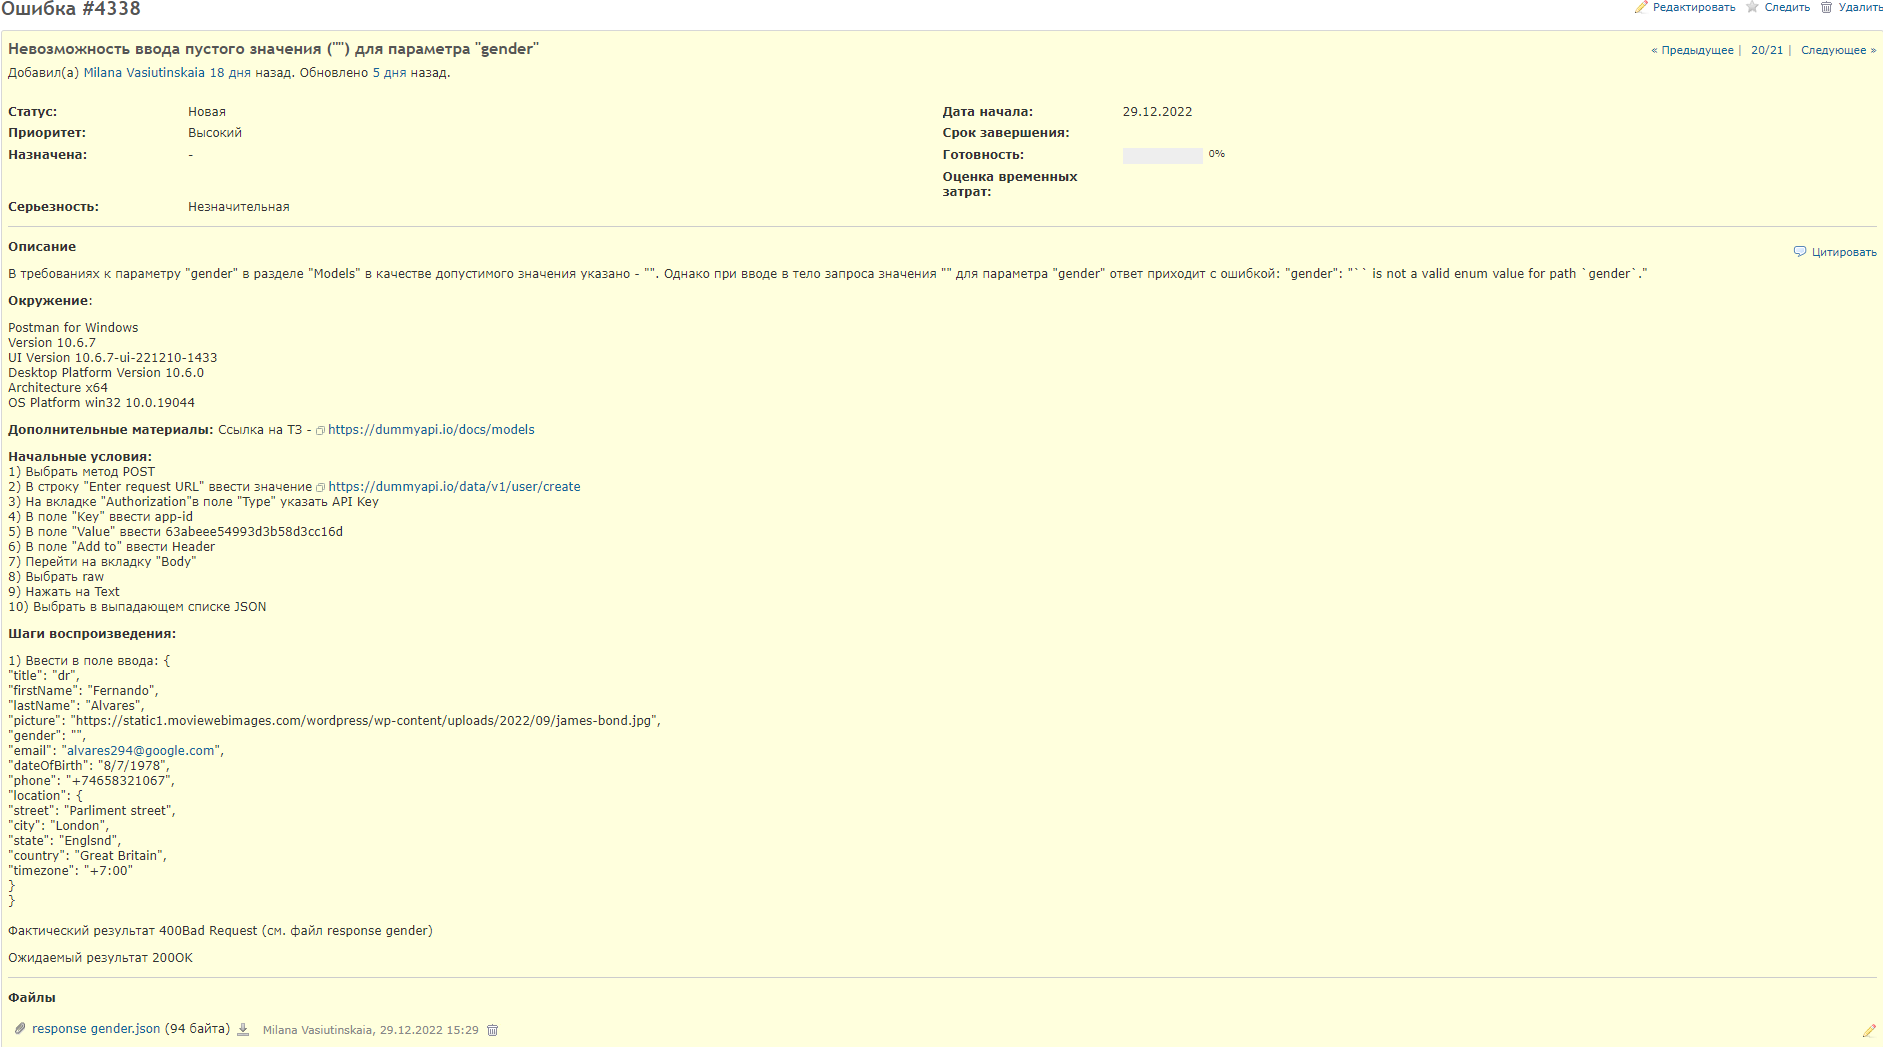 Ошибка #4338
Редактировать Следить Удалить
Невозможность ввода пустого значения ("") для параметра "gender"
« Предыдущее | 20/21 | Следующее »
Добавил(а) Milana Vasiutinskaia 18 дня назад. Обновлено 5 дня назад.
Статус: Новая
Дата начала: 29.12.2022
Приоритет: Высокий
Срок завершения:
Назначена: -
Готовность: 0%
Оценка временных
затрат:
Серьезность: Незначительная
Описание
Цитировать
В требованиях к параметру "gender" в разделе "Models" в качестве допустимого значения указано - "". Однако при вводе в тело запроса значения "" для параметра "gender" ответ приходит с ошибкой: "gender": "`` is not a valid enum value for path `gender`."
Окружение:
Postman for Windows
Version 10.6.7
UI Version 10.6.7-ui-221210-1433
Desktop Platform Version 10.6.0
Architecture x64
OS Platform win32 10.0.19044
Дополнительные материалы: Ссылка на ТЗ - https://dummyapi.io/docs/models
Начальные условия:
1) Выбрать метод POST
2) В строку "Enter request URL" ввести значение https://dummyapi.io/data/v1/user/create
3) На вкладке "Authorization"в поле "Type" указать API Key
4) В поле "Key" ввести app-id
5) В поле "Value" ввести 63abeee54993d3b58d3cc16d
6) В поле "Add to" ввести Header
7) Перейти на вкладку "Body"
8) Выбрать raw
9) Нажать на Text
10) Выбрать в выпадающем списке JSON
Шаги воспроизведения:
1) Ввести в поле ввода: {
"title": "dr",
"firstName": "Fernando",
"lastName": "Alvares",
"picture": "https://static1.moviewebimages.com/wordpress/wp-content/uploads/2022/09/james-bond.jpg",
"gender": "",
"email": "alvares294@google.com",
"dateOfBirth": "8/7/1978",
"phone": "+74658321067",
"location": {
"street": "Parliment street",
"city": "London",
"state": "Englsnd",
"country": "Great Britain",
"timezone": "+7:00"
}
}
Фактический результат 400Bad Request (см. файл response gender)
Ожидаемый результат 200OK
Файлы
response gender.json (94 байта) Milana Vasiutinskaia, 29.12.2022 15:29